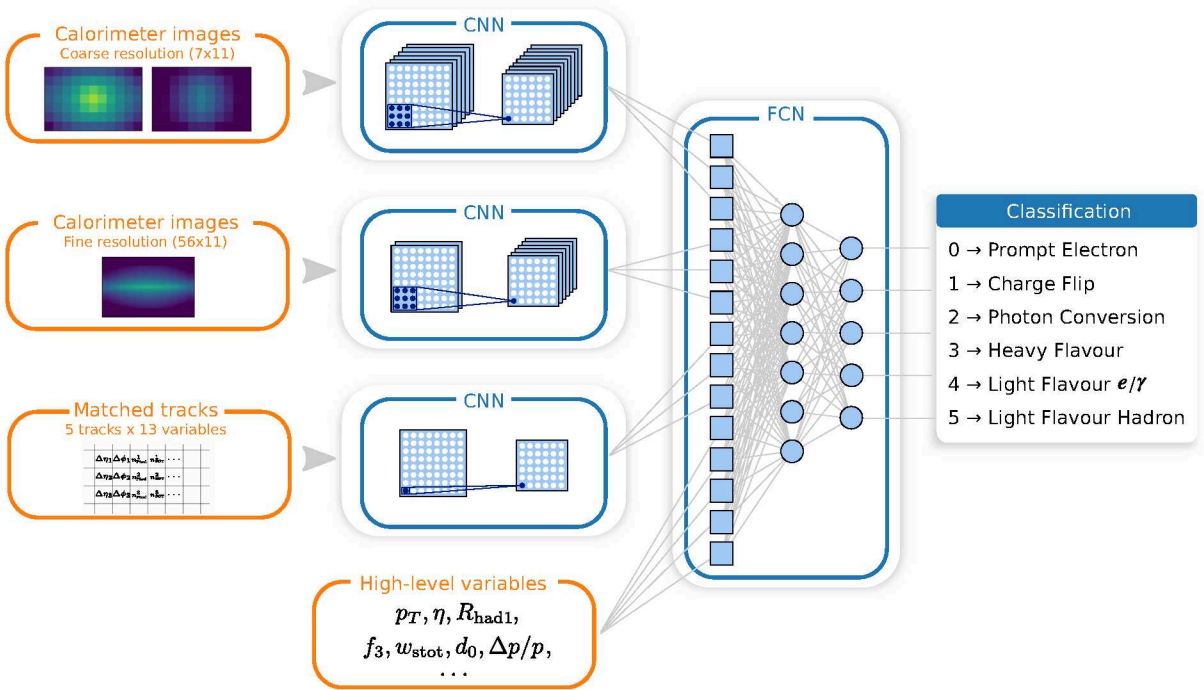 Calorimeter images
Coarse resolution (7x11)
CNN
Calorimeter images
Fine resolution (56x11)
CNN
Matched tracks
5 tracks x 13 variables
CNN
High-level variables
p_T, η, R_had1,
f_3, w_stot, d_0, Δp/p,
...
FCN
Classification
0 → Prompt Electron
1 → Charge Flip
2 → Photon Conversion
3 → Heavy Flavour
4 → Light Flavour e/γ
5 → Light Flavour Hadron